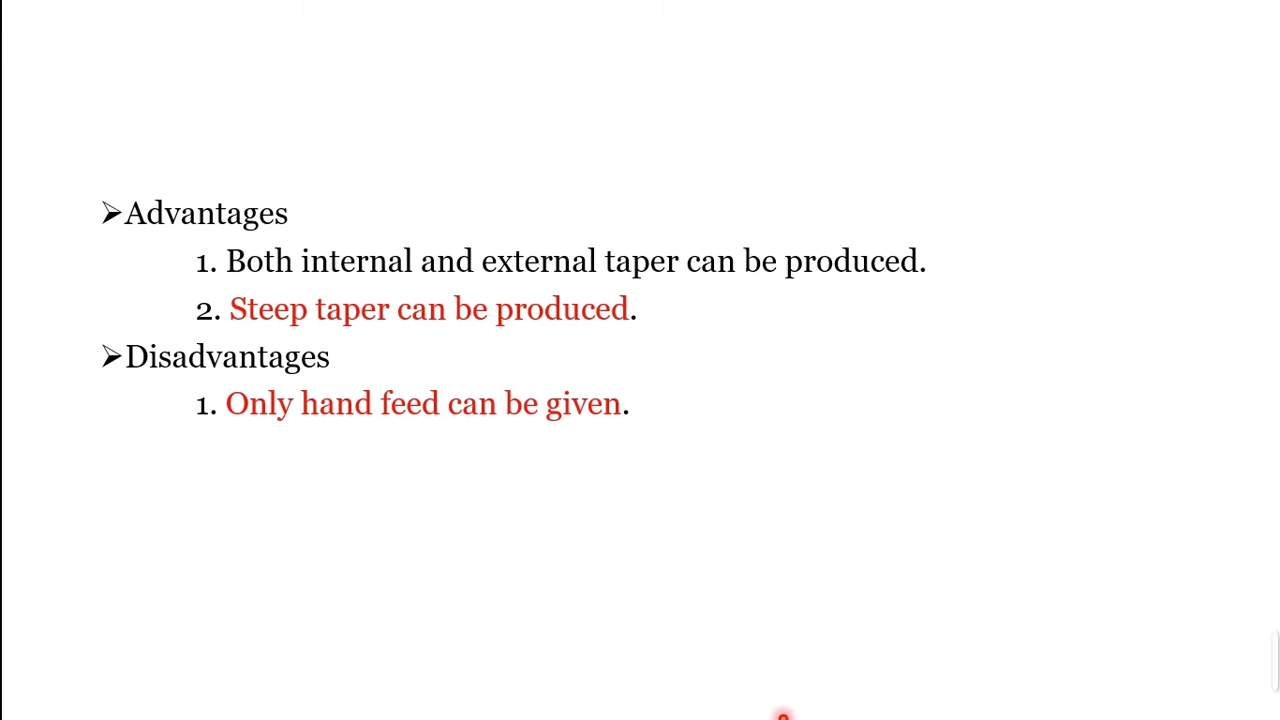 ➢Advantages
1. Both internal and external taper can be produced.
2. Steep taper can be produced.
➢Disadvantages
1. Only hand feed can be given.